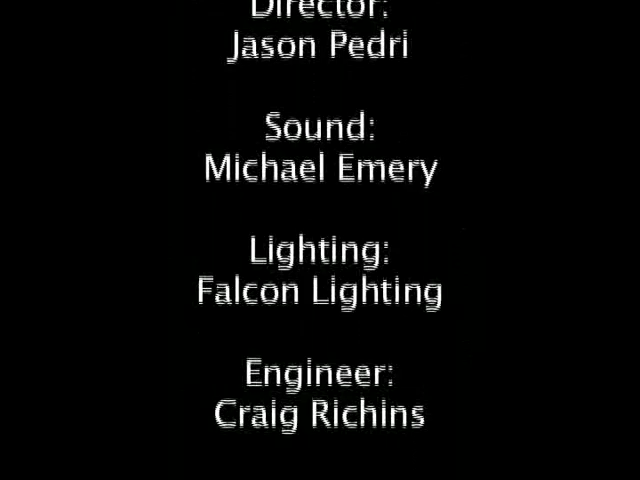 Director:
Jason Pedri
Sound:
Michael Emery
Lighting:
Falcon Lighting
Engineer:
Craig Richins